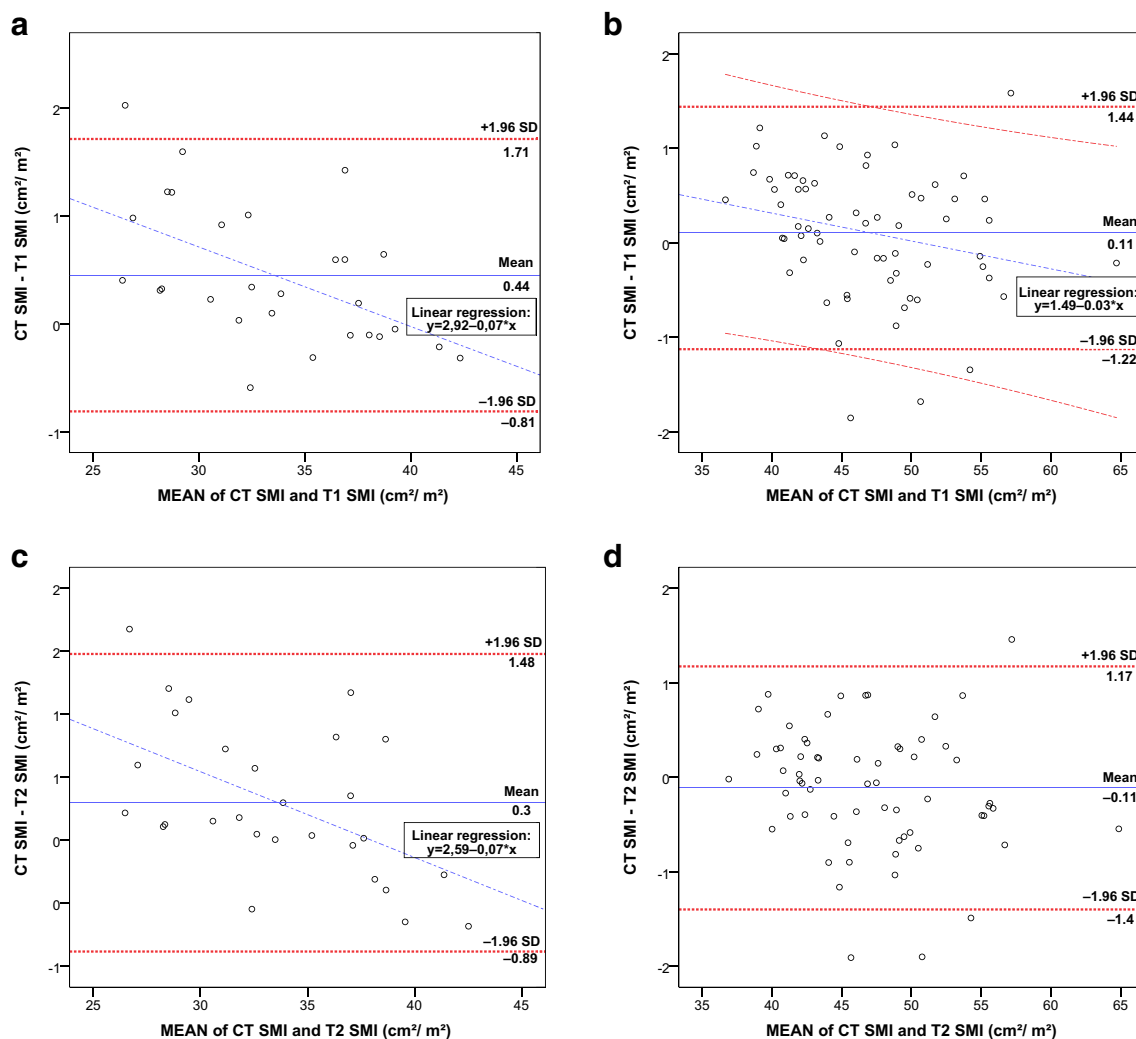 a
CT SMI - T1 SMI (cm²/ m²)
2
1
0
-1
+1.96 SD
1.71
Mean
0.44
Linear regression:
y=2,92–0,07*x
–1.96 SD
–0.81
25 30 35 40 45
MEAN of CT SMI and T1 SMI (cm²/ m²)
b
CT SMI - T1 SMI (cm²/ m²)
2
1
0
-1
-2
+1.96 SD
1.44
Mean
0.11
Linear regression:
y=1.49–0.03*x
–1.96 SD
–1.22
35 40 45 50 55 60 65
MEAN of CT SMI and T1 SMI (cm²/ m²)
c
CT SMI - T2 SMI (cm²/ m²)
2
2
1
1
0
0
-1
+1.96 SD
1.48
Mean
0.3
Linear regression:
y=2,59–0,07*x
–1.96 SD
–0.89
25 30 35 40 45
MEAN of CT SMI and T2 SMI (cm²/ m²)
d
CT SMI - T2 SMI (cm²/ m²)
2
1
0
-1
-2
+1.96 SD
1.17
Mean
–0.11
–1.96 SD
–1.4
35 40 45 50 55 60 65
MEAN of CT SMI and T2 SMI (cm²/ m²)